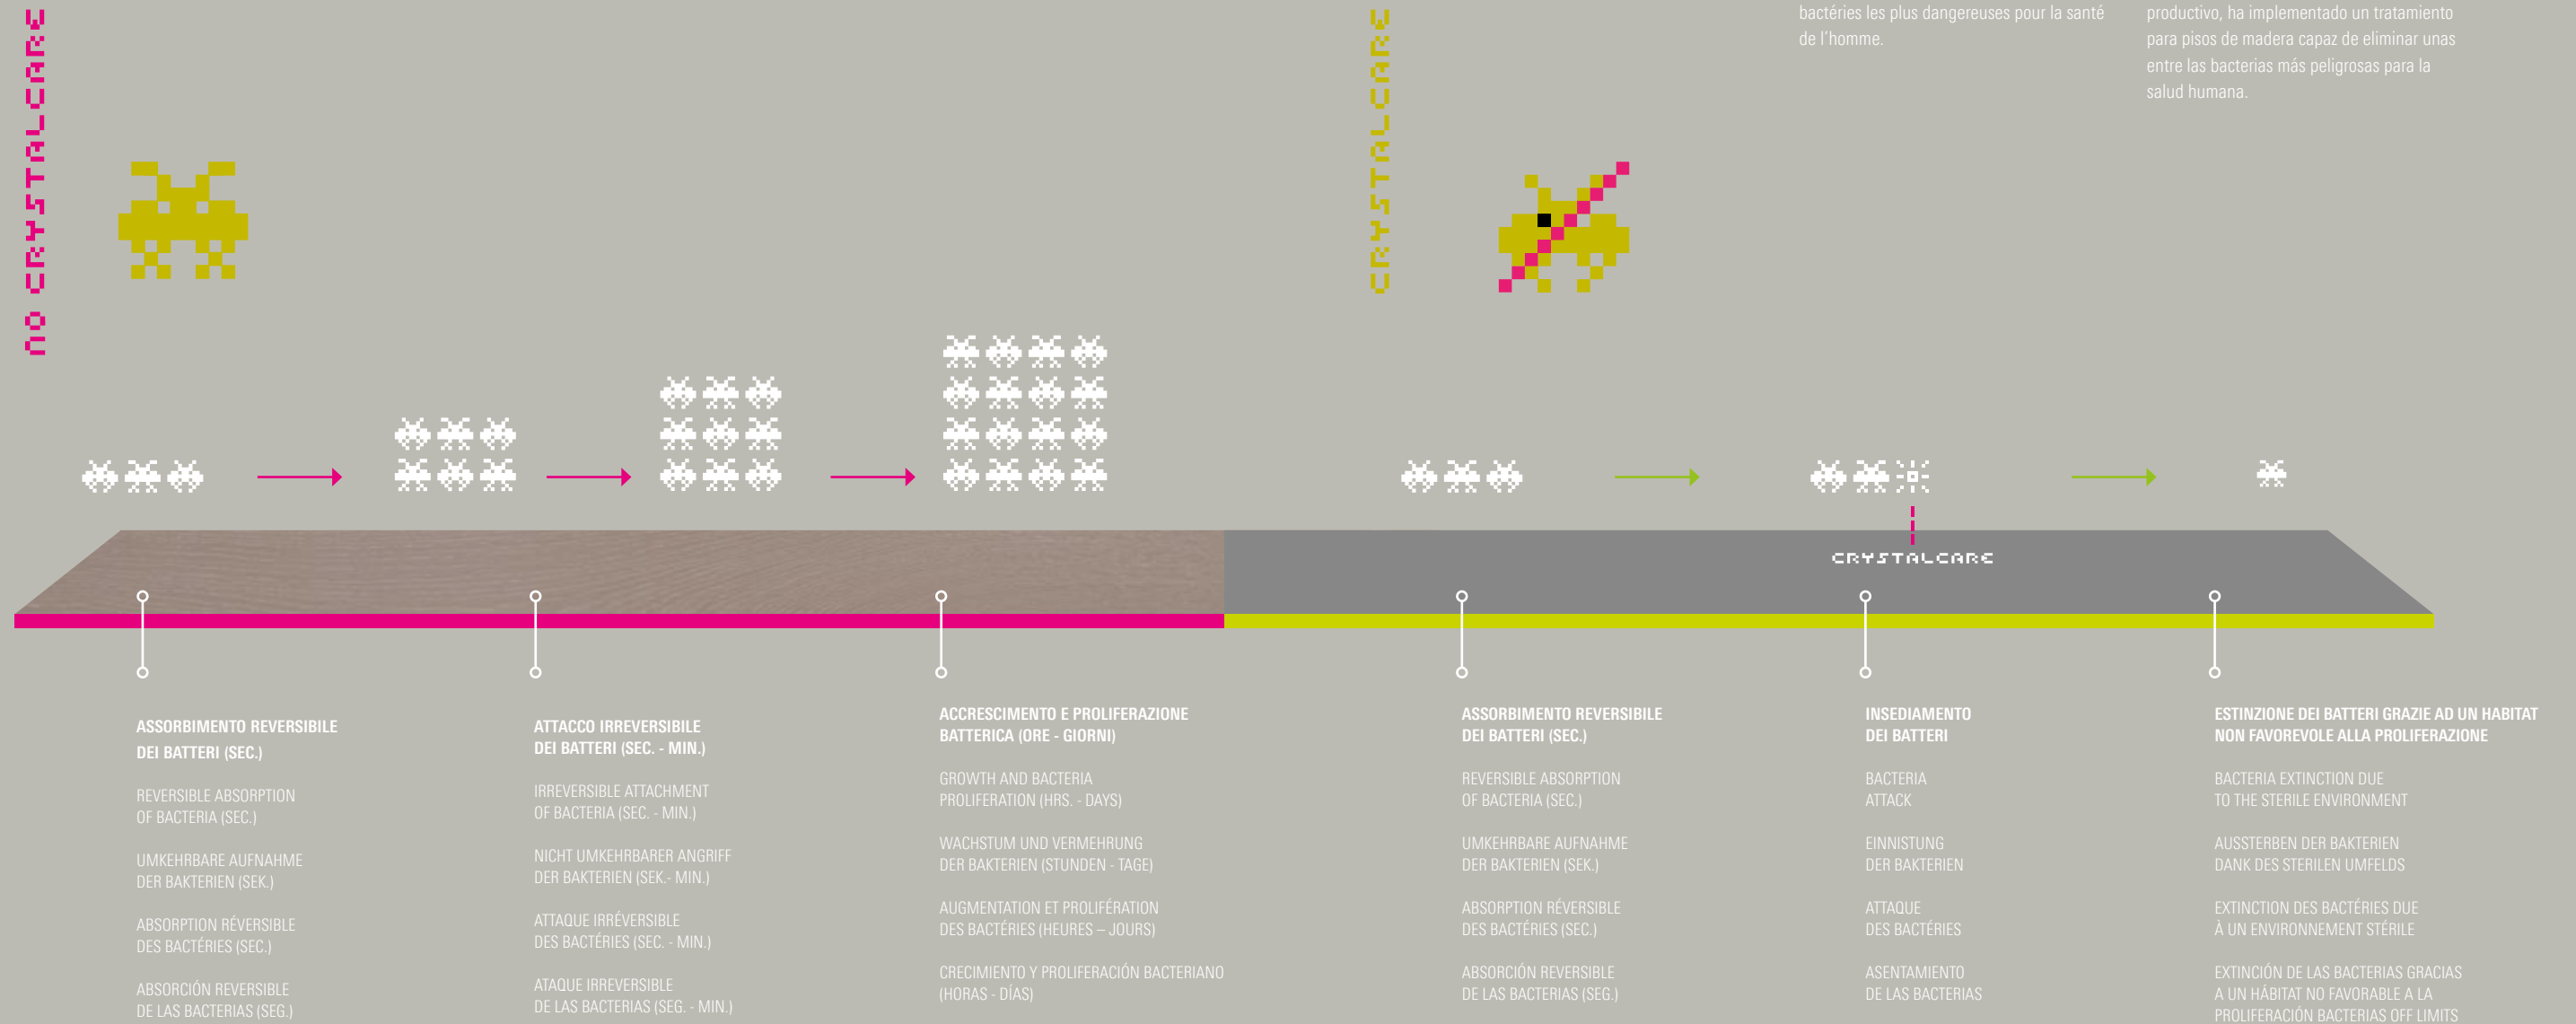 NO CRYSTALCARE
CRYSTALCARE
bactéries les plus dangereuses pour la santé
de l’homme.
productivo, ha implementado un tratamiento
para pisos de madera capaz de eliminar unas
entre las bacterias más peligrosas para la
salud humana.
CRYSTALCARE
ASSORBIMENTO REVERSIBILE
DEI BATTERI (SEC.)
REVERSIBLE ABSORPTION
OF BACTERIA (SEC.)
UMKEHRBARE AUFNAHME
DER BAKTERIEN (SEK.)
ABSORPTION RÉVERSIBLE
DES BACTÉRIES (SEC.)
ABSORCIÓN REVERSIBLE
DE LAS BACTERIAS (SEG.)
ATTACCO IRREVERSIBILE
DEI BATTERI (SEC. - MIN.)
IRREVERSIBLE ATTACHMENT
OF BACTERIA (SEC. - MIN.)
NICHT UMKEHRBARER ANGRIFF
DER BAKTERIEN (SEK.- MIN.)
ATTAQUE IRRÉVERSIBLE
DES BACTÉRIES (SEC. - MIN.)
ATAQUE IRREVERSIBLE
DE LAS BACTERIAS (SEG. - MIN.)
ACCRESCIMENTO E PROLIFERAZIONE
BATTERICA (ORE - GIORNI)
GROWTH AND BACTERIA
PROLIFERATION (HRS. - DAYS)
WACHSTUM UND VERMEHRUNG
DER BAKTERIEN (STUNDEN - TAGE)
AUGMENTATION ET PROLIFÉRATION
DES BACTÉRIES (HEURES – JOURS)
CRECIMIENTO Y PROLIFERACIÓN BACTERIANO
(HORAS - DÍAS)
ASSORBIMENTO REVERSIBILE
DEI BATTERI (SEC.)
REVERSIBLE ABSORPTION
OF BACTERIA (SEC.)
UMKEHRBARE AUFNAHME
DER BAKTERIEN (SEK.)
ABSORPTION RÉVERSIBLE
DES BACTÉRIES (SEC.)
ABSORCIÓN REVERSIBLE
DE LAS BACTERIAS (SEG.)
INSEDIAMENTO
DEI BATTERI
BACTERIA
ATTACK
EINNISTUNG
DER BAKTERIEN
ATTAQUE
DES BACTÉRIES
ASENTAMIENTO
DE LAS BACTERIAS
ESTINZIONE DEI BATTERI GRAZIE AD UN HABITAT
NON FAVOREVOLE ALLA PROLIFERAZIONE
BACTERIA EXTINCTION DUE
TO THE STERILE ENVIRONMENT
AUSSTERBEN DER BAKTERIEN
DANK DES STERILEN UMFELDS
EXTINCTION DES BACTÉRIES DUE
À UN ENVIRONNEMENT STÉRILE
EXTINCIÓN DE LAS BACTERIAS GRACIAS
A UN HÁBITAT NO FAVORABLE A LA
PROLIFERACIÓN BACTERIAS OFF LIMITS